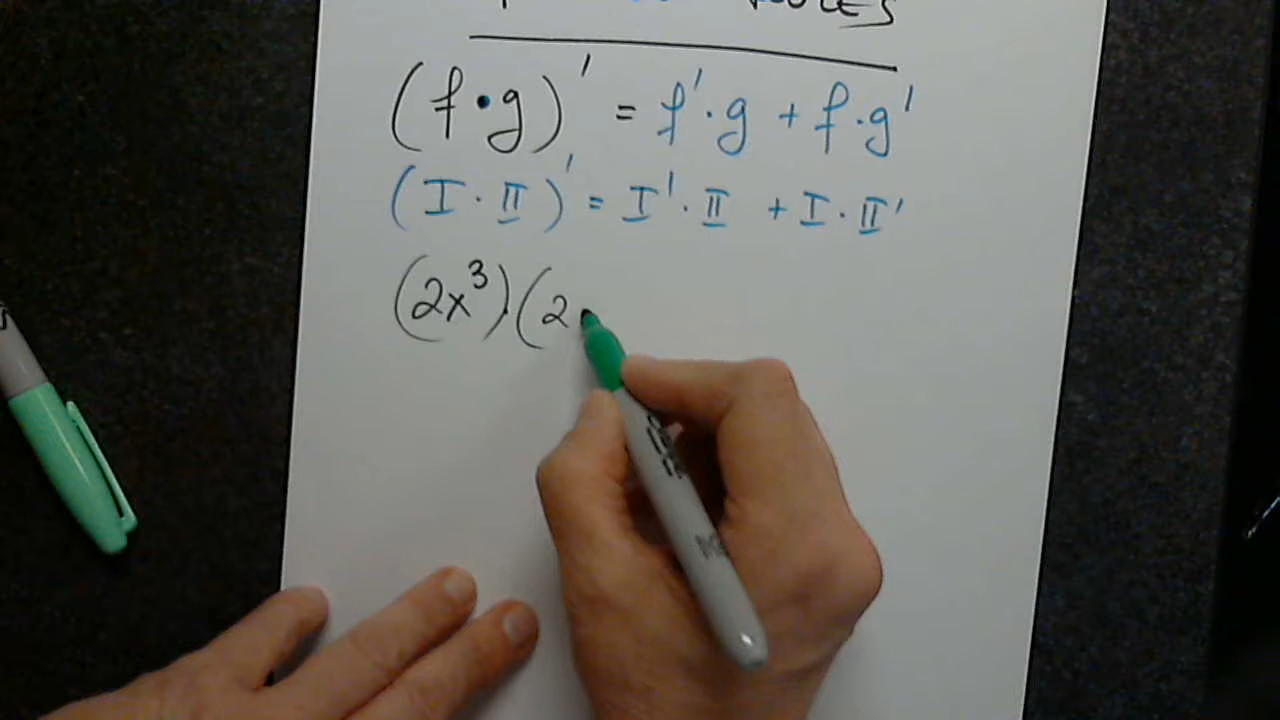 (f·g)' = f'·g + f·g'
(I·II)' = I'·II + I·II'
(2x³)·(2